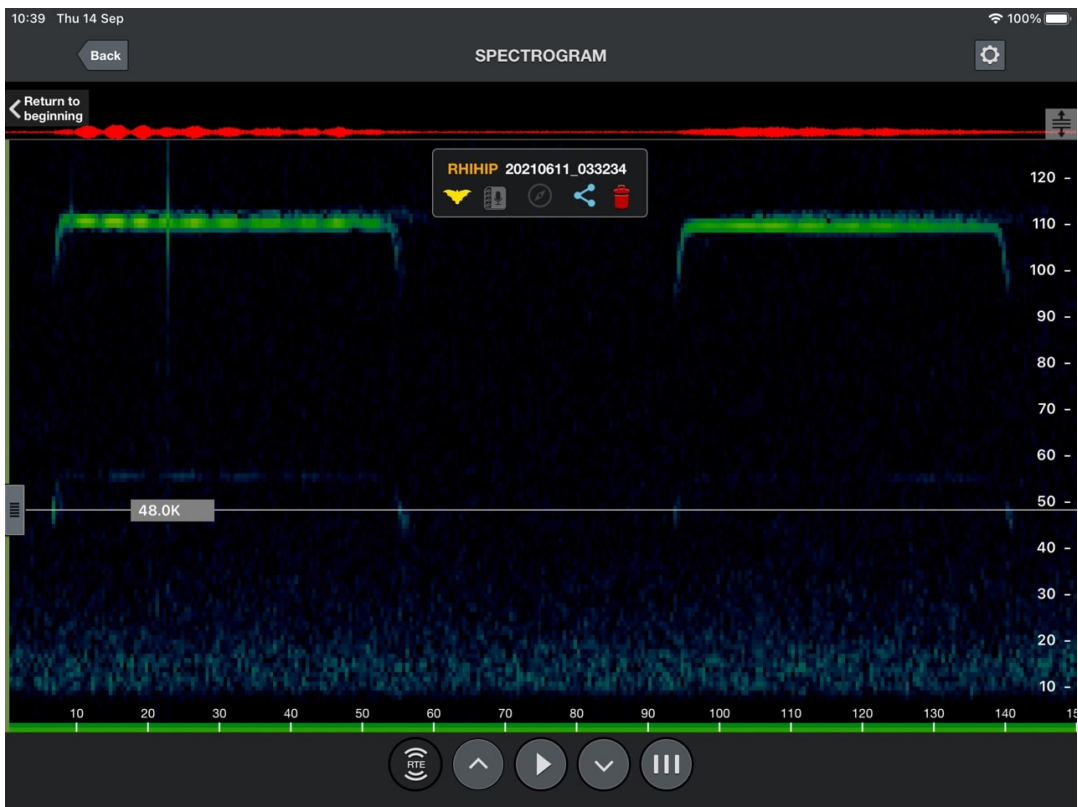 10:39 Thu 14 Sep
100%
Back
SPECTROGRAM
Return to
beginning
RHIHIP 20210611_033234
120 -
110 -
100 -
90 -
80 -
70 -
60 -
50 -
48.0K
40 -
30 -
20 -
10 -
10 20 30 40 50 60 70 80 90 100 110 120 130 140 15
RTE